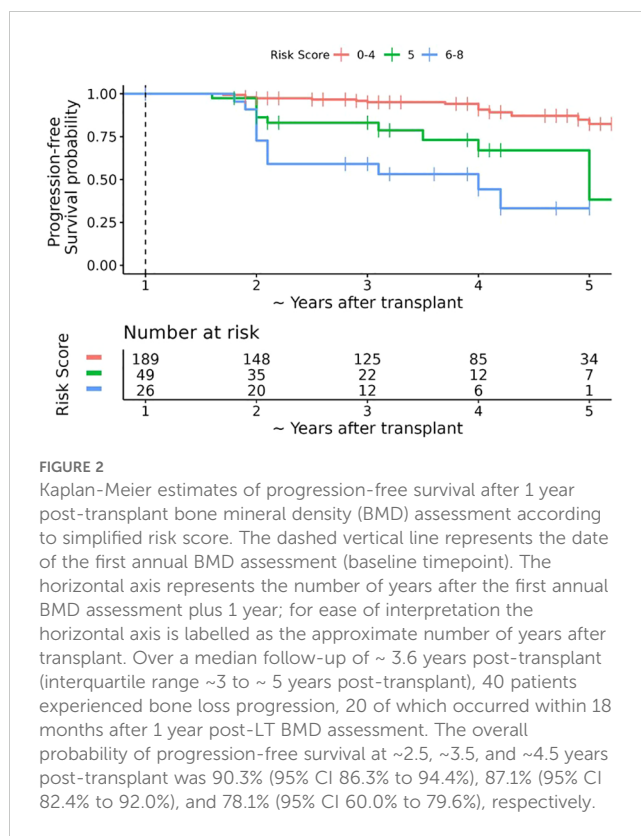 Risk Score 0-4 5 6-8
Progression-free
Survival probability
1.00
0.75
0.50
0.25
0.00
1 2 3 4 5
~ Years after transplant
Number at risk
Risk Score
189 148 125 85 34
49 35 22 12 7
26 20 12 6 1
1 2 3 4 5
~ Years after transplant
FIGURE 2
Kaplan-Meier estimates of progression-free survival after 1 year
post-transplant bone mineral density (BMD) assessment according
to simplified risk score. The dashed vertical line represents the date
of the first annual BMD assessment (baseline timepoint). The
horizontal axis represents the number of years after the first annual
BMD assessment plus 1 year; for ease of interpretation the
horizontal axis is labelled as the approximate number of years after
transplant. Over a median follow-up of ~ 3.6 years post-transplant
(interquartile range ~3 to ~ 5 years post-transplant), 40 patients
experienced bone loss progression, 20 of which occurred within 18
months after 1 year post-LT BMD assessment. The overall
probability of progression-free survival at ~2.5, ~3.5, and ~4.5 years
post-transplant was 90.3% (95% CI 86.3% to 94.4%), 87.1% (95% CI
82.4% to 92.0%), and 78.1% (95% CI 60.0% to 79.6%), respectively.